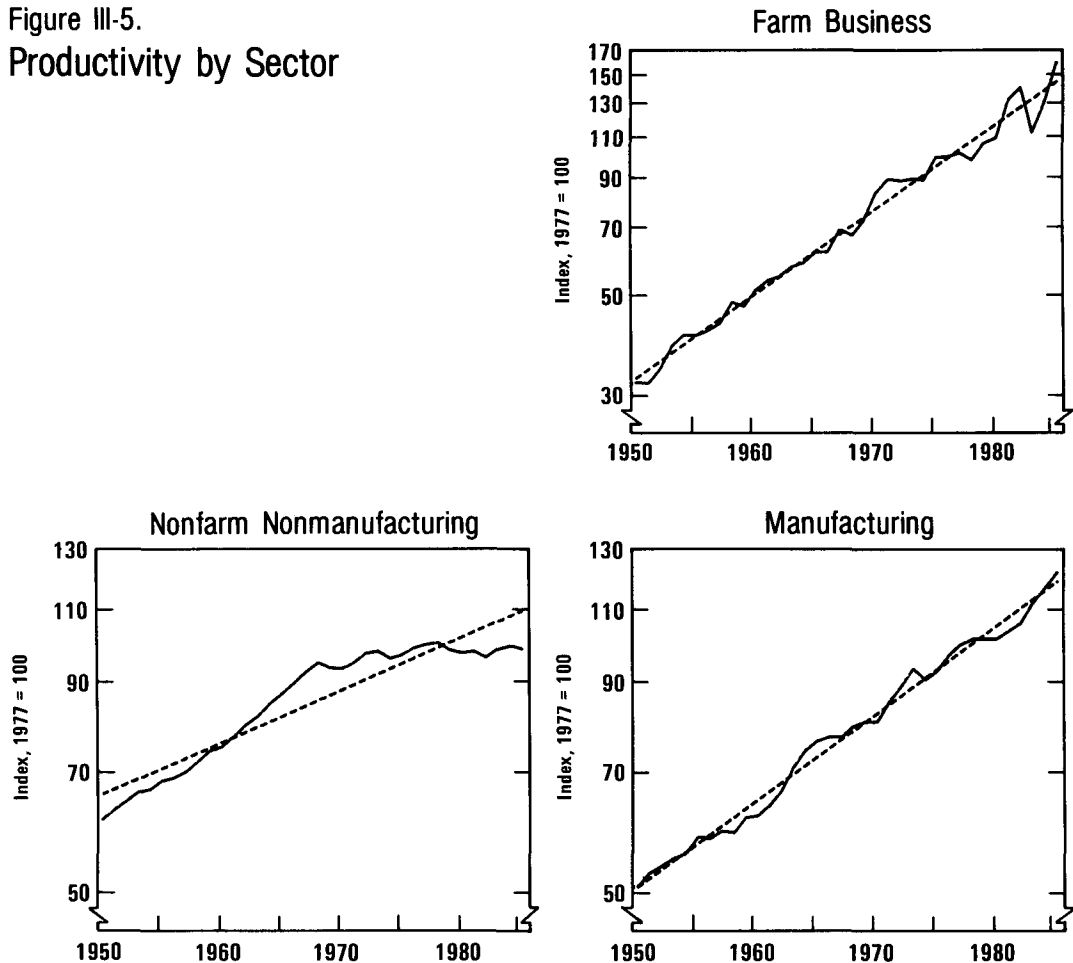 Figure III-5.
Productivity by Sector
Farm Business
170
150
130
110
90
70
50
30
Index, 1977 = 100
1950 1960 1970 1980
Nonfarm Nonmanufacturing
130
110
90
70
50
Index, 1977 = 100
1950 1960 1970 1980
Manufacturing
130
110
90
70
50
Index, 1977 = 100
1950 1960 1970 1980